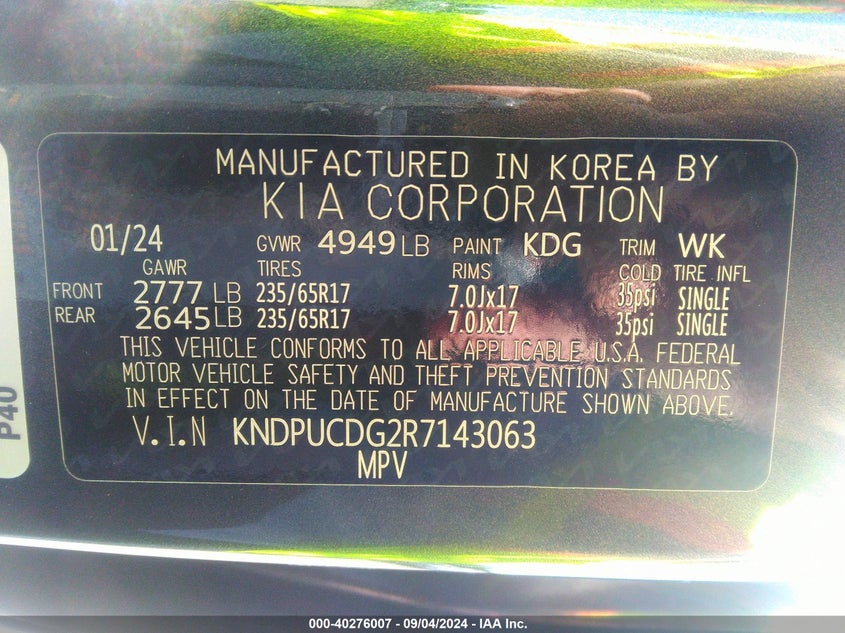 MANUFACTURED IN KOREA BY
KIA CORPORATION
01/24 GVWR 4949 LB PAINT KDG TRIM WK
GAWR TIRES RIMS COLD TIRE INFL
FRONT 2777 LB 235/65R17 7.0Jx17 35psi SINGLE
REAR 2645 LB 235/65R17 7.0Jx17 35psi SINGLE
THIS VEHICLE CONFORMS TO ALL APPLICABLE U.S.A. FEDERAL
MOTOR VEHICLE SAFETY AND THEFT PREVENTION STANDARDS
IN EFFECT ON THE DATE OF MANUFACTURE SHOWN ABOVE.
V.I.N KNDPUCDG2R7143063
MPV
P40
000-40276007 - 09/04/2024 - IAA Inc.